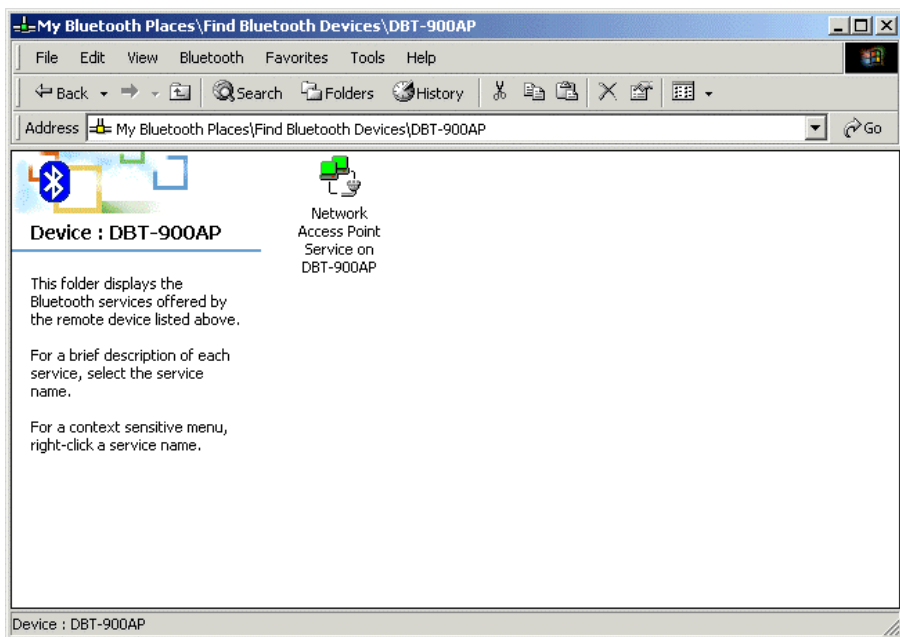 My Bluetooth Places\Find Bluetooth Devices\DBT-900AP
File Edit View Bluetooth Favorites Tools Help
Back Search Folders History
Address My Bluetooth Places\Find Bluetooth Devices\DBT-900AP Go
Device : DBT-900AP
This folder displays the
Bluetooth services offered by
the remote device listed above.
For a brief description of each
service, select the service
name.
For a context sensitive menu,
right-click a service name.
Network
Access Point
Service on
DBT-900AP
Device : DBT-900AP